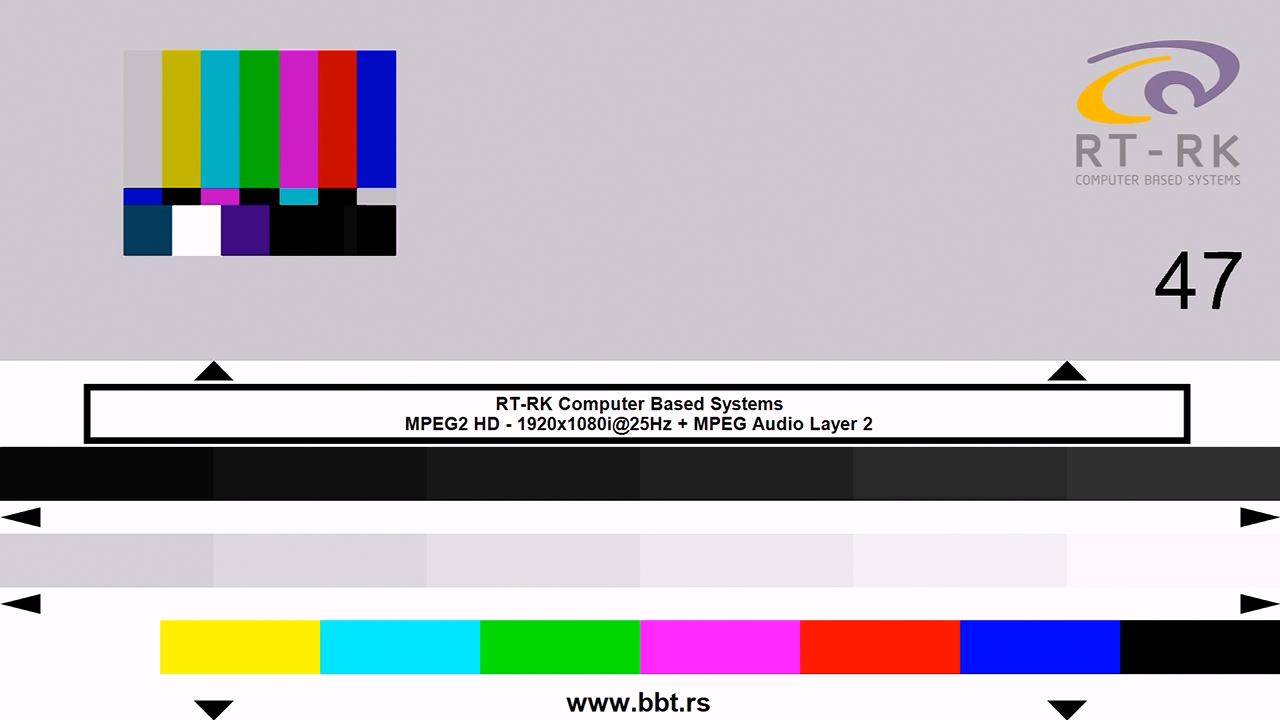 RT-RK
COMPUTER BASED SYSTEMS
47
RT-RK Computer Based Systems
MPEG2 HD - 1920x1080i@25Hz + MPEG Audio Layer 2
www.bbt.rs